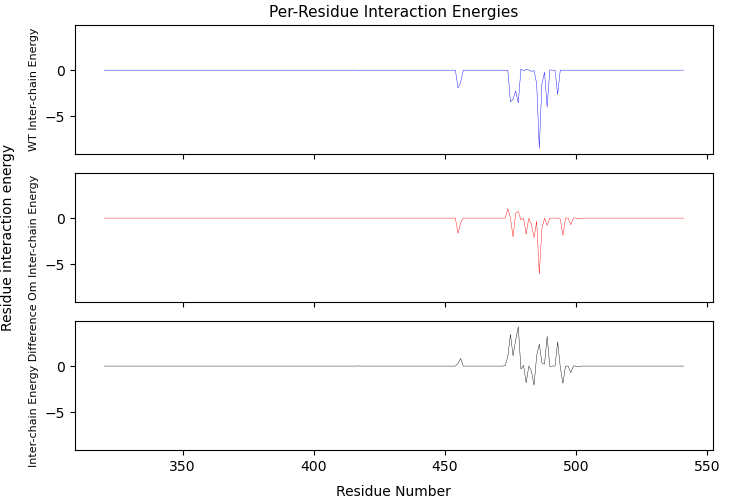 Per-Residue Interaction Energies
WT Inter-chain Energy
0
−5
Om Inter-chain Energy
0
−5
Inter-chain Energy Difference
0
−5
Residue interaction energy
350
400
450
500
550
Residue Number